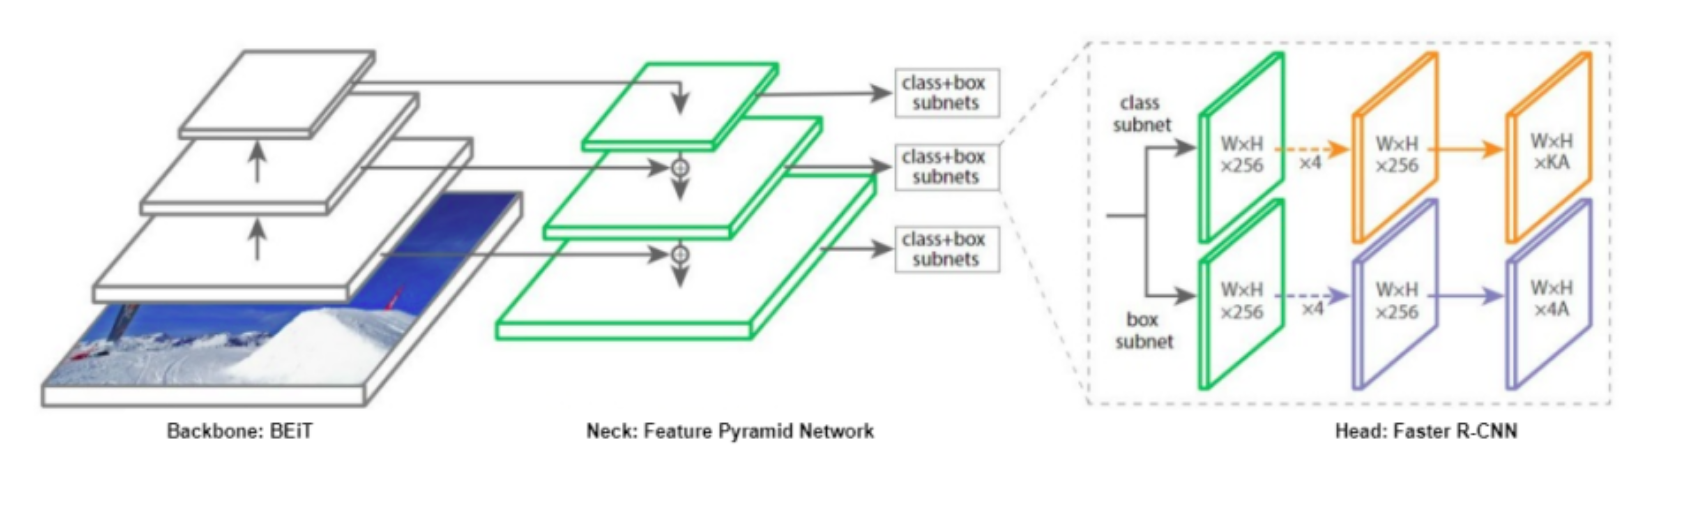 class+box
subnets
class+box
subnets
class+box
subnets
class
subnet
W×H
×256
×4
W×H
×256
W×H
×KA
box
subnet
W×H
×256
×4
W×H
×256
W×H
×4A
Backbone: BEiT
Neck: Feature Pyramid Network
Head: Faster R-CNN